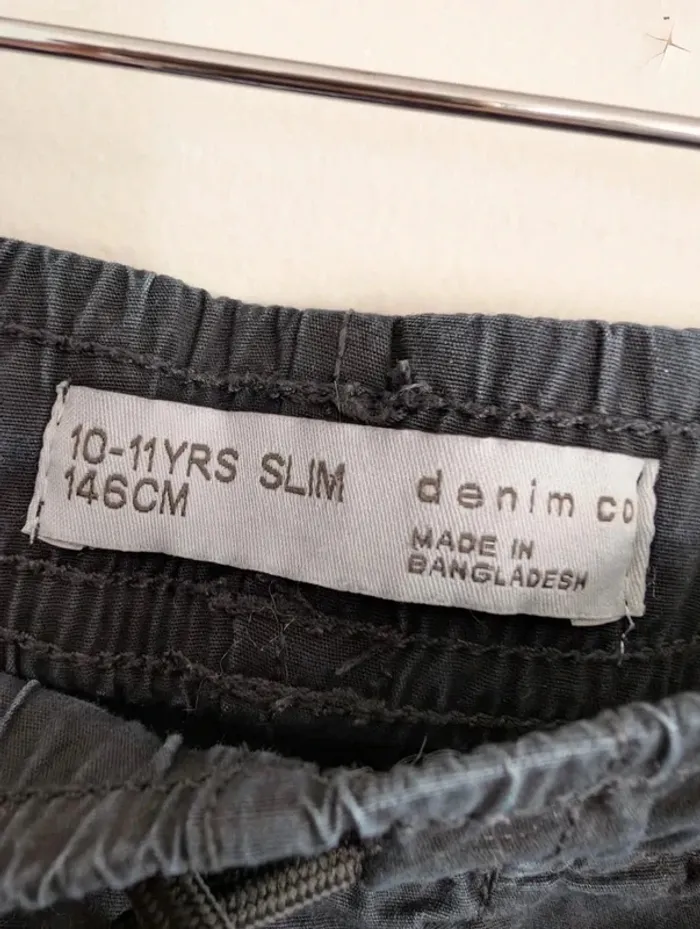 10-11YRS SLIM
146CM
denim co
MADE IN
BANGLADESH